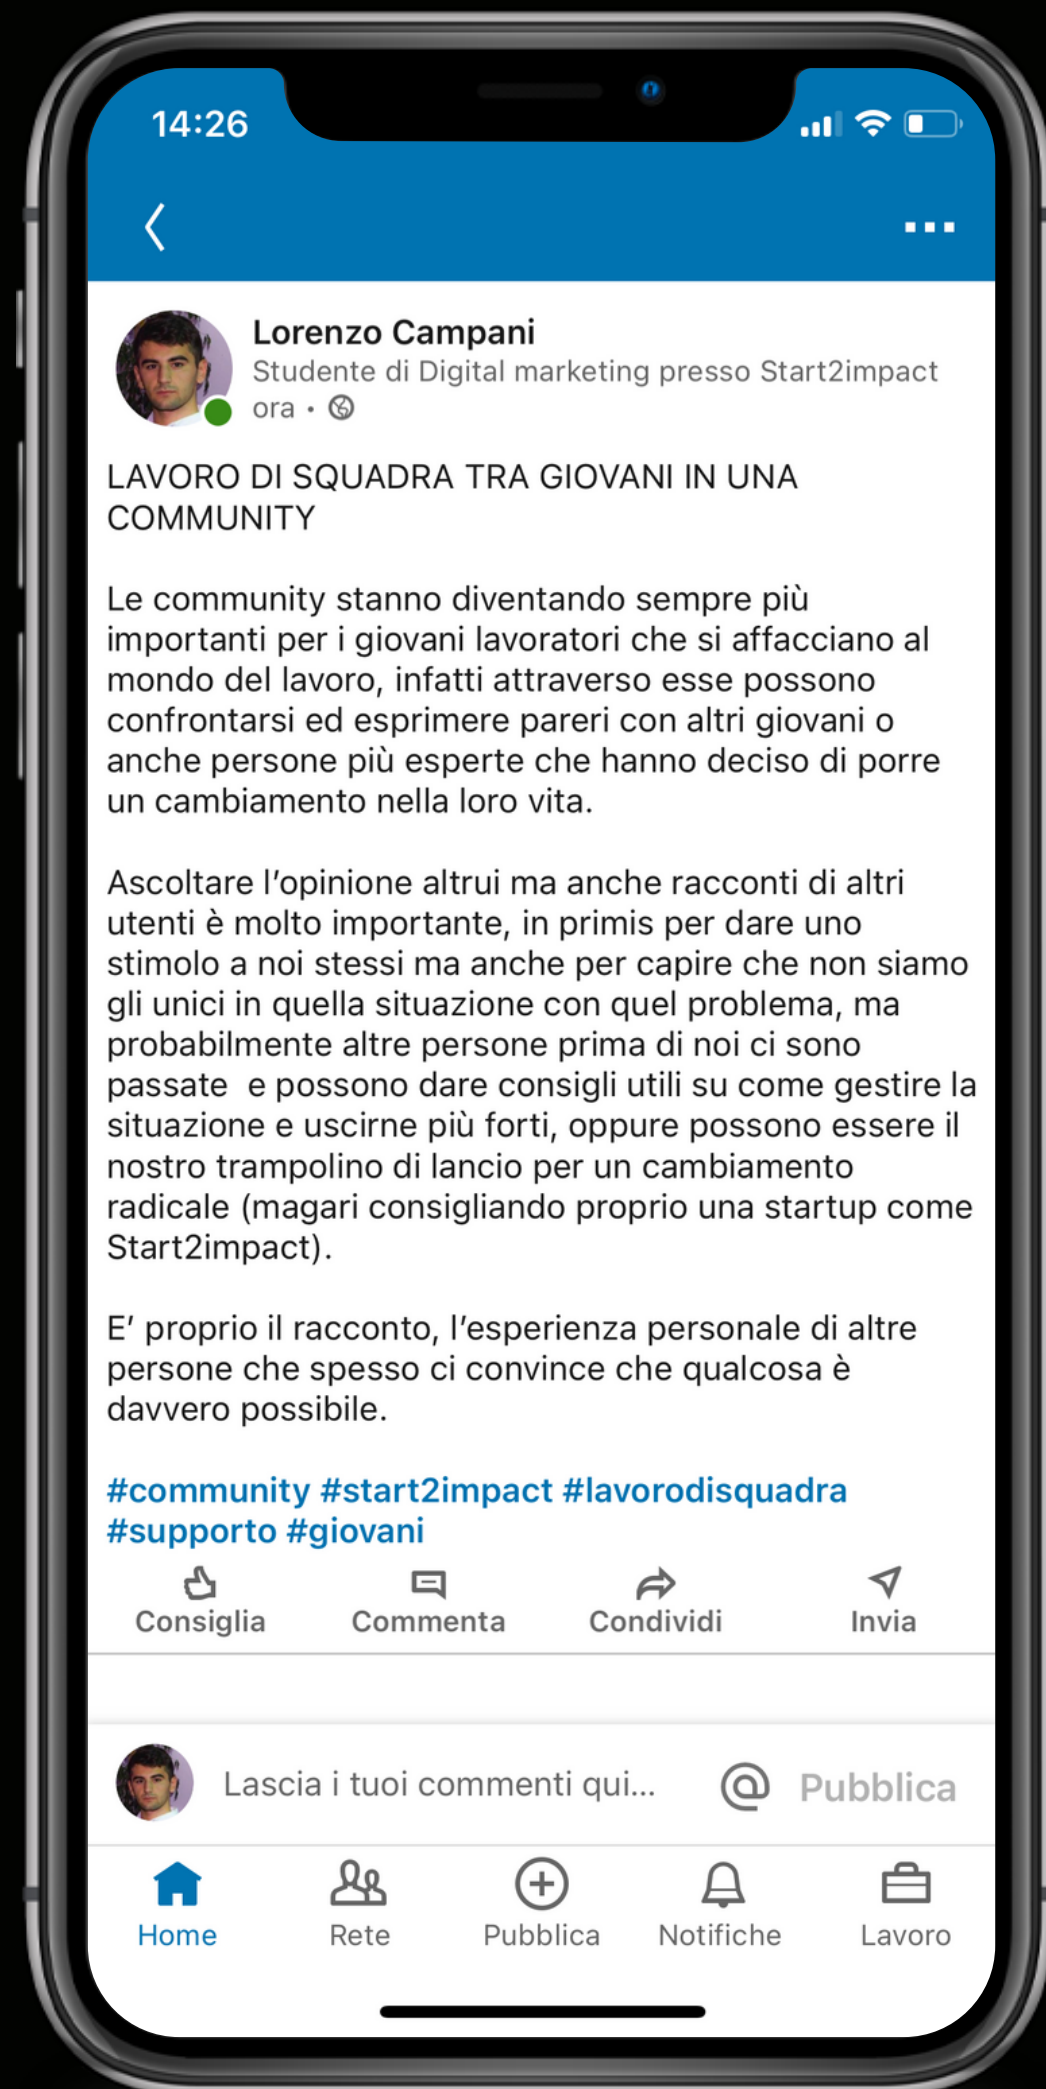 14:26
Lorenzo Campani
Studente di Digital marketing presso Start2impact
ora •
LAVORO DI SQUADRA TRA GIOVANI IN UNA
COMMUNITY
Le community stanno diventando sempre più
importanti per i giovani lavoratori che si affacciano al
mondo del lavoro, infatti attraverso esse possono
confrontarsi ed esprimere pareri con altri giovani o
anche persone più esperte che hanno deciso di porre
un cambiamento nella loro vita.
Ascoltare l’opinione altrui ma anche racconti di altri
utenti è molto importante, in primis per dare uno
stimolo a noi stessi ma anche per capire che non siamo
gli unici in quella situazione con quel problema, ma
probabilmente altre persone prima di noi ci sono
passate  e possono dare consigli utili su come gestire la
situazione e uscirne più forti, oppure possono essere il
nostro trampolino di lancio per un cambiamento
radicale (magari consigliando proprio una startup come
Start2impact).
E’ proprio il racconto, l’esperienza personale di altre
persone che spesso ci convince che qualcosa è
davvero possibile.
#community #start2impact #lavorodisquadra
#supporto #giovani
Consiglia Commenta Condividi Invia
Lascia i tuoi commenti qui... @ Pubblica
Home Rete Pubblica Notifiche Lavoro